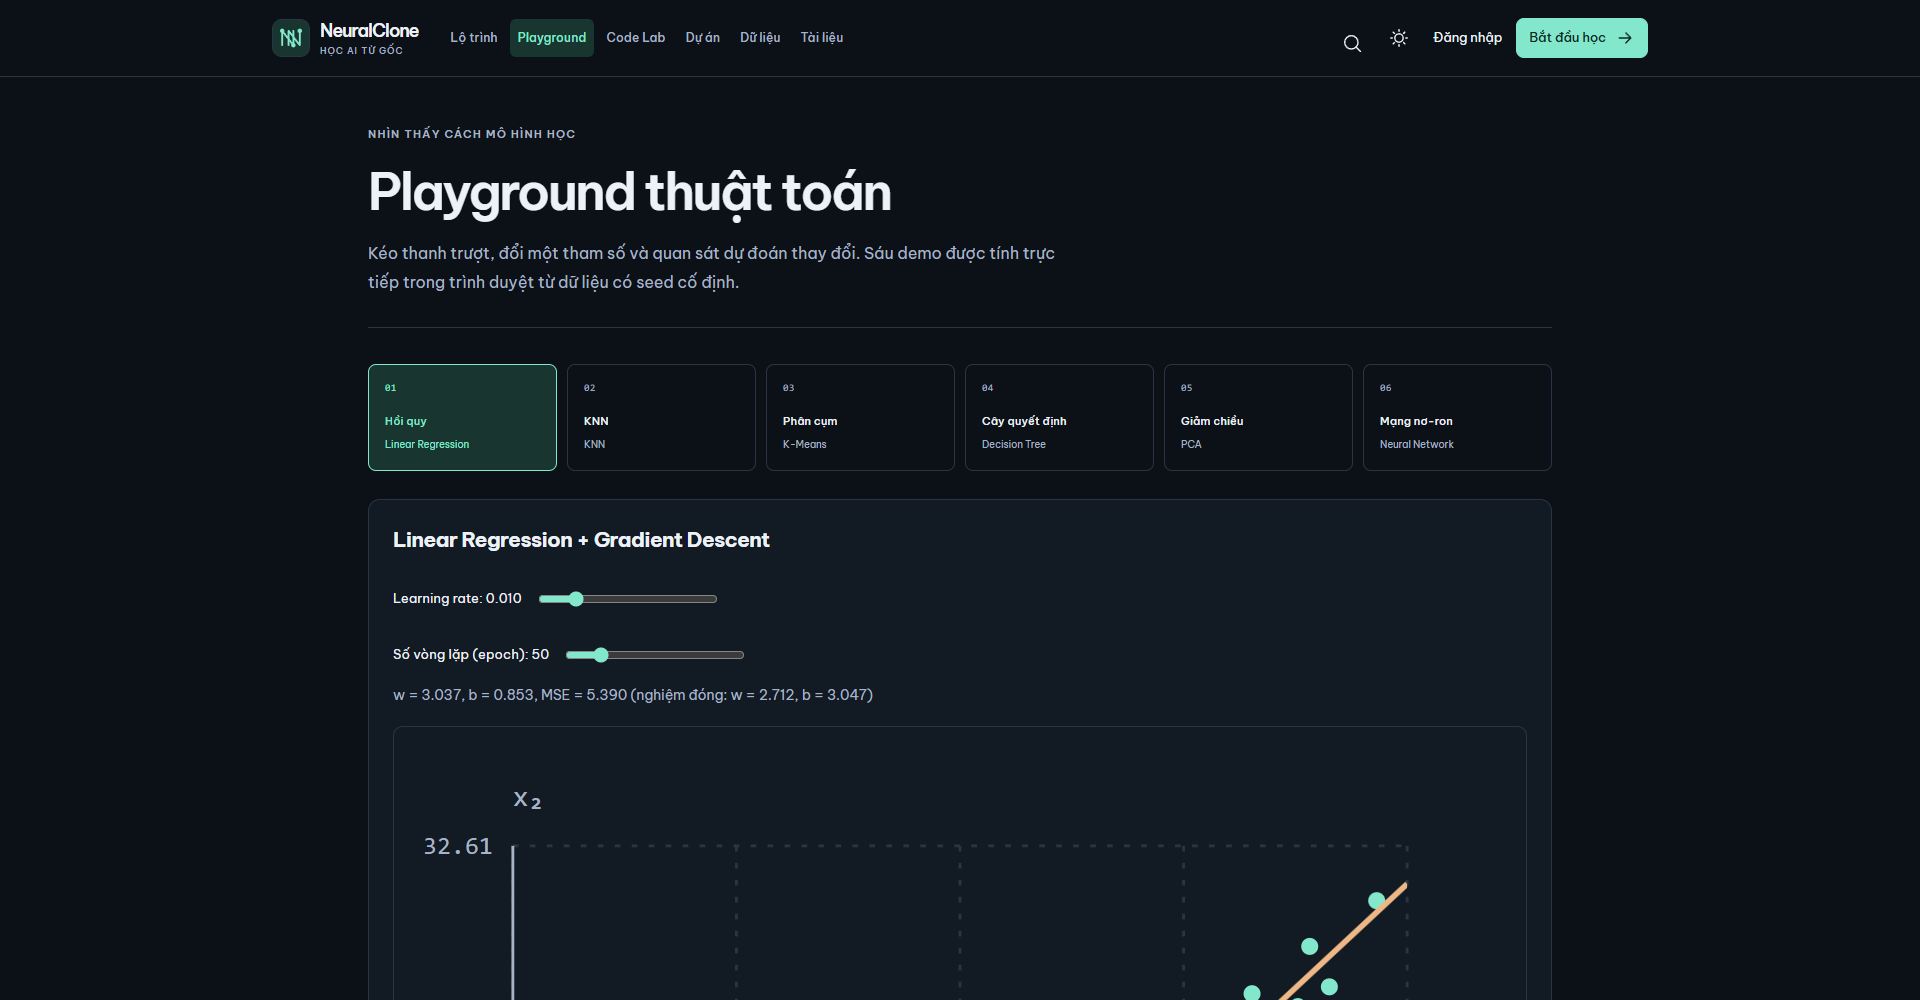 NeuralClone
HỌC AI TỪ GỐC
Lộ trình
Playground
Code Lab
Dự án
Dữ liệu
Tài liệu
Đăng nhập
Bắt đầu học
NHÌN THẤY CÁCH MÔ HÌNH HỌC
Playground thuật toán
Kéo thanh trượt, đổi một tham số và quan sát dự đoán thay đổi. Sáu demo được tính trực
tiếp trong trình duyệt từ dữ liệu có seed cố định.
01
Hồi quy
Linear Regression
02
KNN
KNN
03
Phân cụm
K-Means
04
Cây quyết định
Decision Tree
05
Giảm chiều
PCA
06
Mạng nơ-ron
Neural Network
Linear Regression + Gradient Descent
Learning rate: 0.010
Số vòng lặp (epoch): 50
w = 3.037, b = 0.853, MSE = 5.390 (nghiệm đóng: w = 2.712, b = 3.047)
x₂
32.61